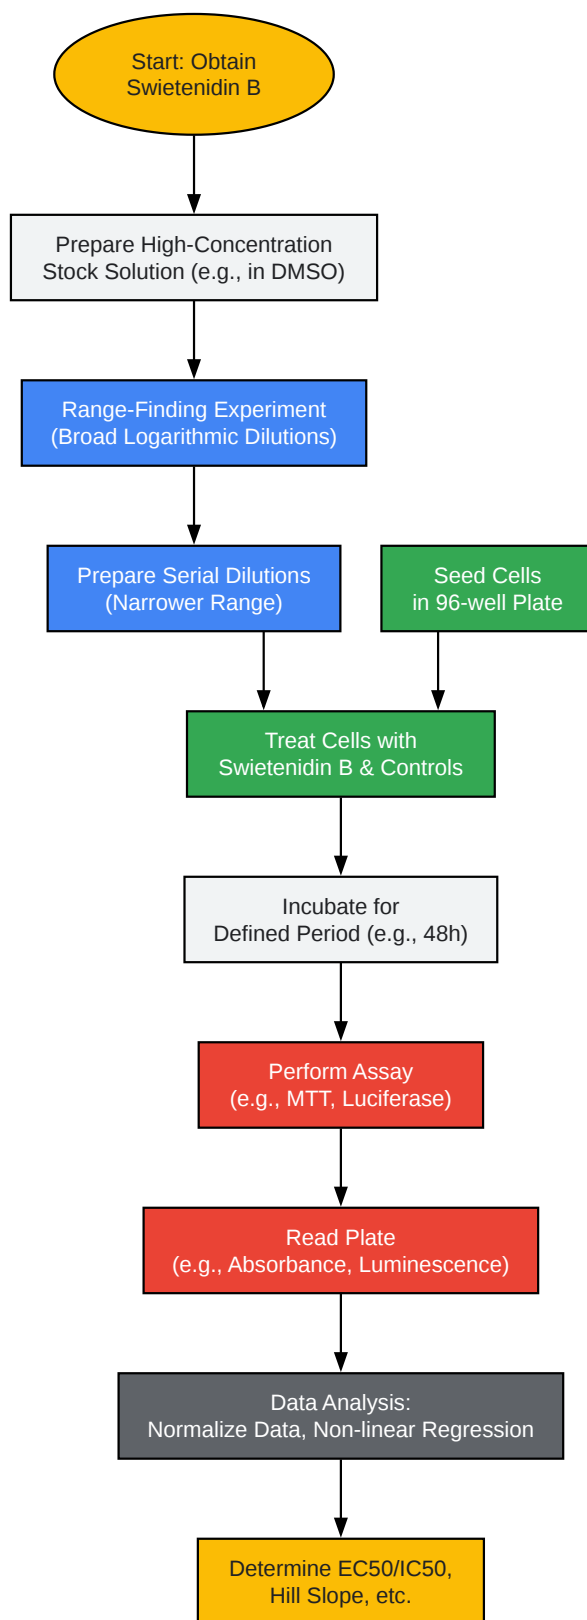 Start: Obtain
Swietenidin B
Prepare High-Concentration
Stock Solution (e.g., in DMSO)
Range-Finding Experiment
(Broad Logarithmic Dilutions)
Prepare Serial Dilutions
(Narrower Range)
Seed Cells
in 96-well Plate
Treat Cells with
Swietenidin B & Controls
Incubate for
Defined Period (e.g., 48h)
Perform Assay
(e.g., MTT, Luciferase)
Read Plate
(e.g., Absorbance, Luminescence)
Data Analysis:
Normalize Data, Non-linear Regression
Determine EC50/IC50,
Hill Slope, etc.